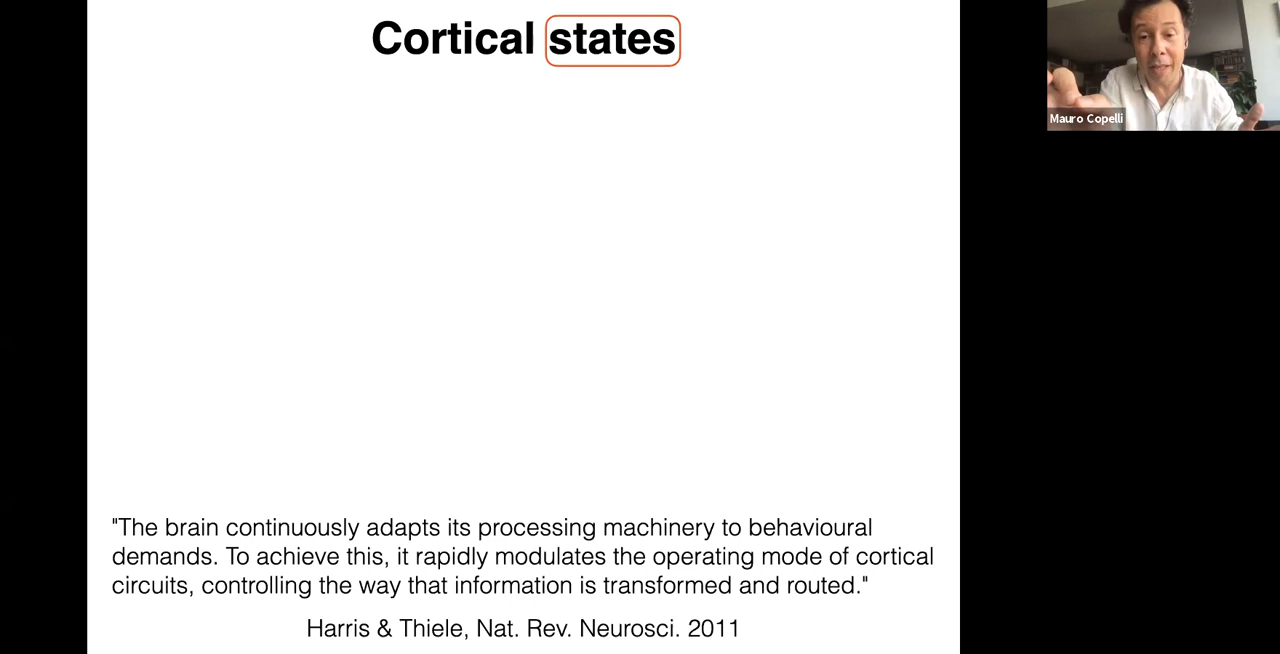 Cortical states
Mauro Copelli
"The brain continuously adapts its processing machinery to behavioural
demands. To achieve this, it rapidly modulates the operating mode of cortical
circuits, controlling the way that information is transformed and routed."
Harris & Thiele, Nat. Rev. Neurosci. 2011